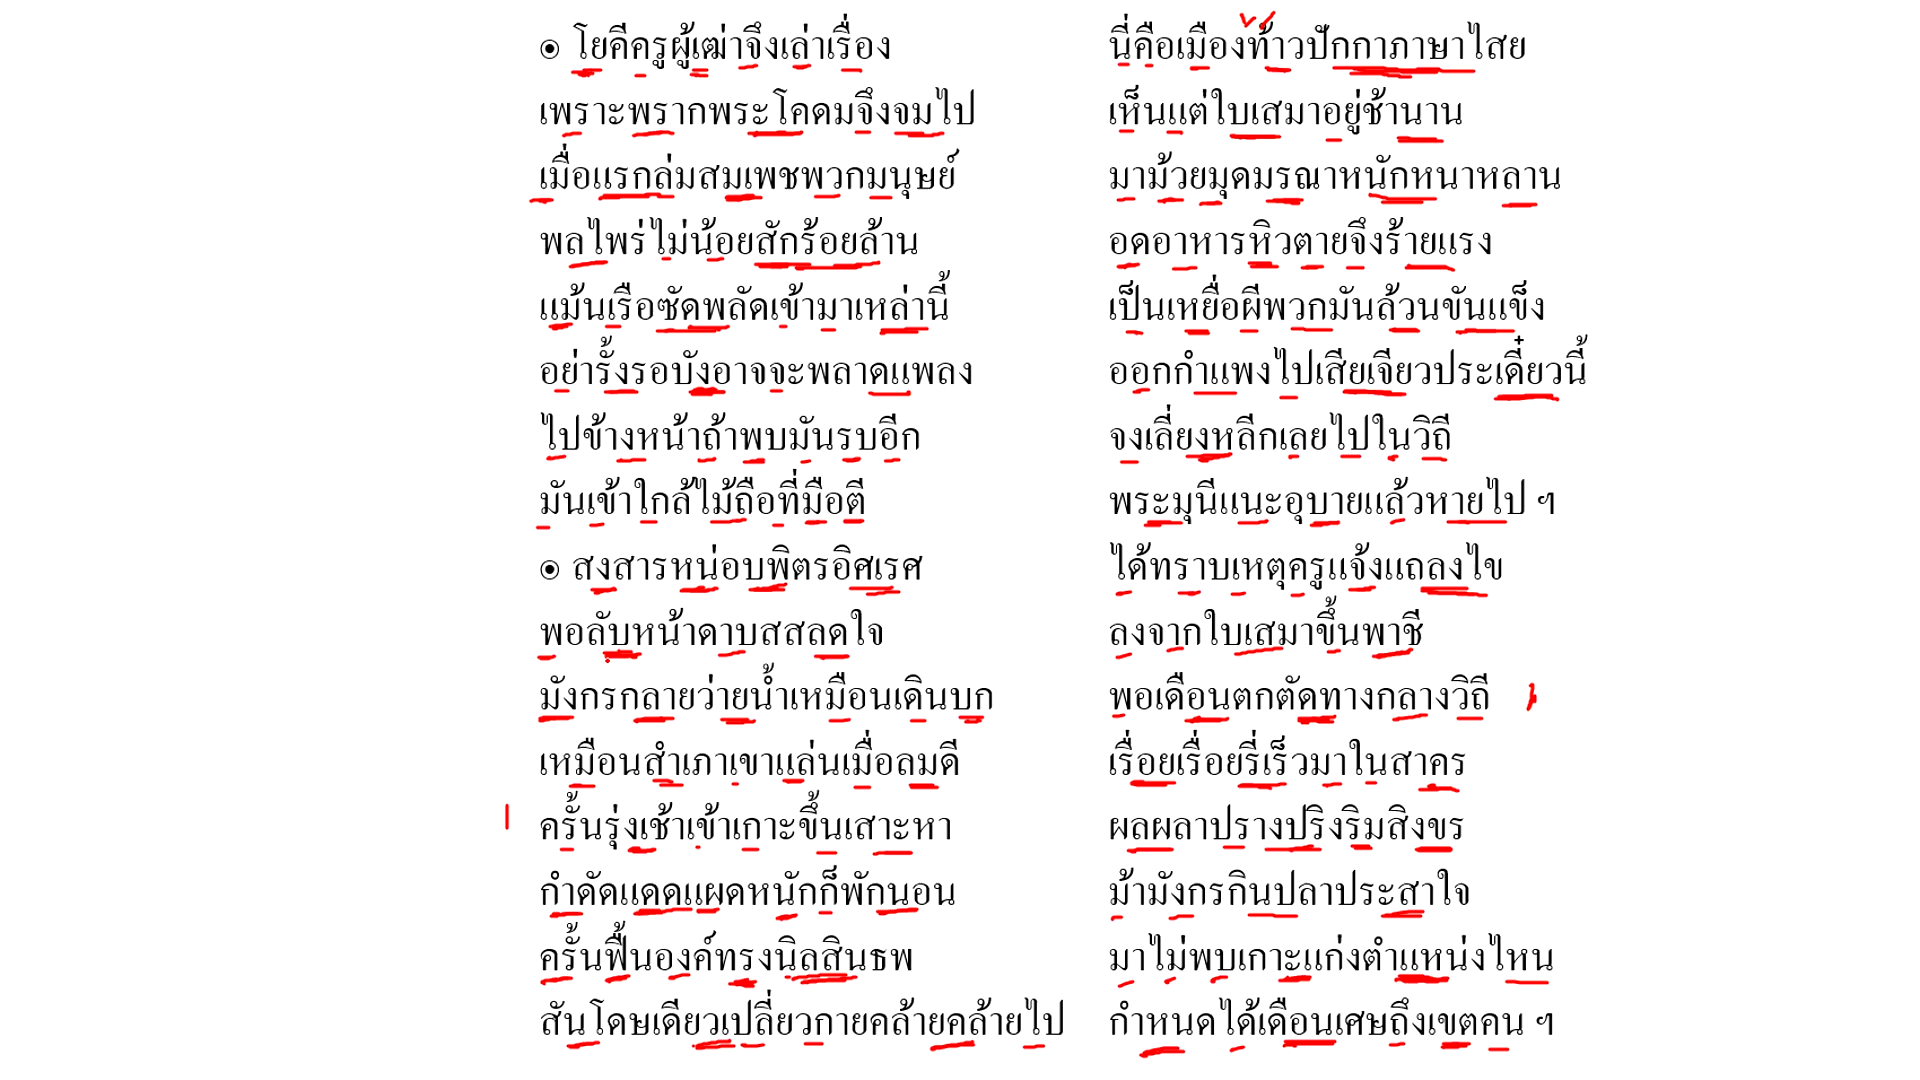 ๏ โยคีครูผู้เฒ่าจึงเล่าเรื่อง นี่คือเมืองท้าวปักกาภาษาไสย
เพราะพรากพระโคดมจึงจมไป เห็นแต่ใบเสมาอยู่ช้านาน
เมื่อแรกล่มสมเพชพวกมนุษย์ มาม้วยมุดมรณาหนักหนาหลาน
พลไพร่ไม่น้อยสักร้อยล้าน อดอาหารหิวตายจึงร้ายแรง
แม้นเรือซัดพลัดเข้ามาเหล่านี้ เป็นเหยื่อผีพวกมันล้วนขันแข็ง
อย่ารั้งรอบังอาจจะพลาดแพลง ออกกำแพงไปเสียเจียวประเดี๋ยวนี้
ไปข้างหน้าถ้าพบมันรบอีก จงเลี่ยงหลีกเลยไปในวิถี
มันเข้าใกล้ไม้ถือที่มือตี พระมุนีแนะอุบายแล้วหายไป ฯ
๏ สงสารหน่อบพิตรอิศเรศ ได้ทราบเหตุครูแจ้งแถลงไข
พอลับหน้าดาบสสลดใจ ลงจากใบเสมาขึ้นพาชี
มังกรกลายว่ายน้ำเหมือนเดินบก พอเดือนตกตัดทางกลางวิถี
เหมือนสำเภาเขาแล่นเมื่อลมดี เรื่อยเรื่อยรี่เร็วมาในสาคร
ครั้นรุ่งเช้าเข้าเกาะขึ้นเสาะหา ผลผลาปรางปริงริมสิงขร
กำดัดแดดแผดหนักก็พักนอน ม้ามังกรกินปลาประสาใจ
ครั้นฟื้นองค์ทรงนิลสินธพ มาไม่พบเกาะแก่งตำแหน่งไหน
สันโดษเดียวเปลี่ยวกายคล้ายคล้ายไป กำหนดได้เดือนเศษถึงเขตคน ฯ